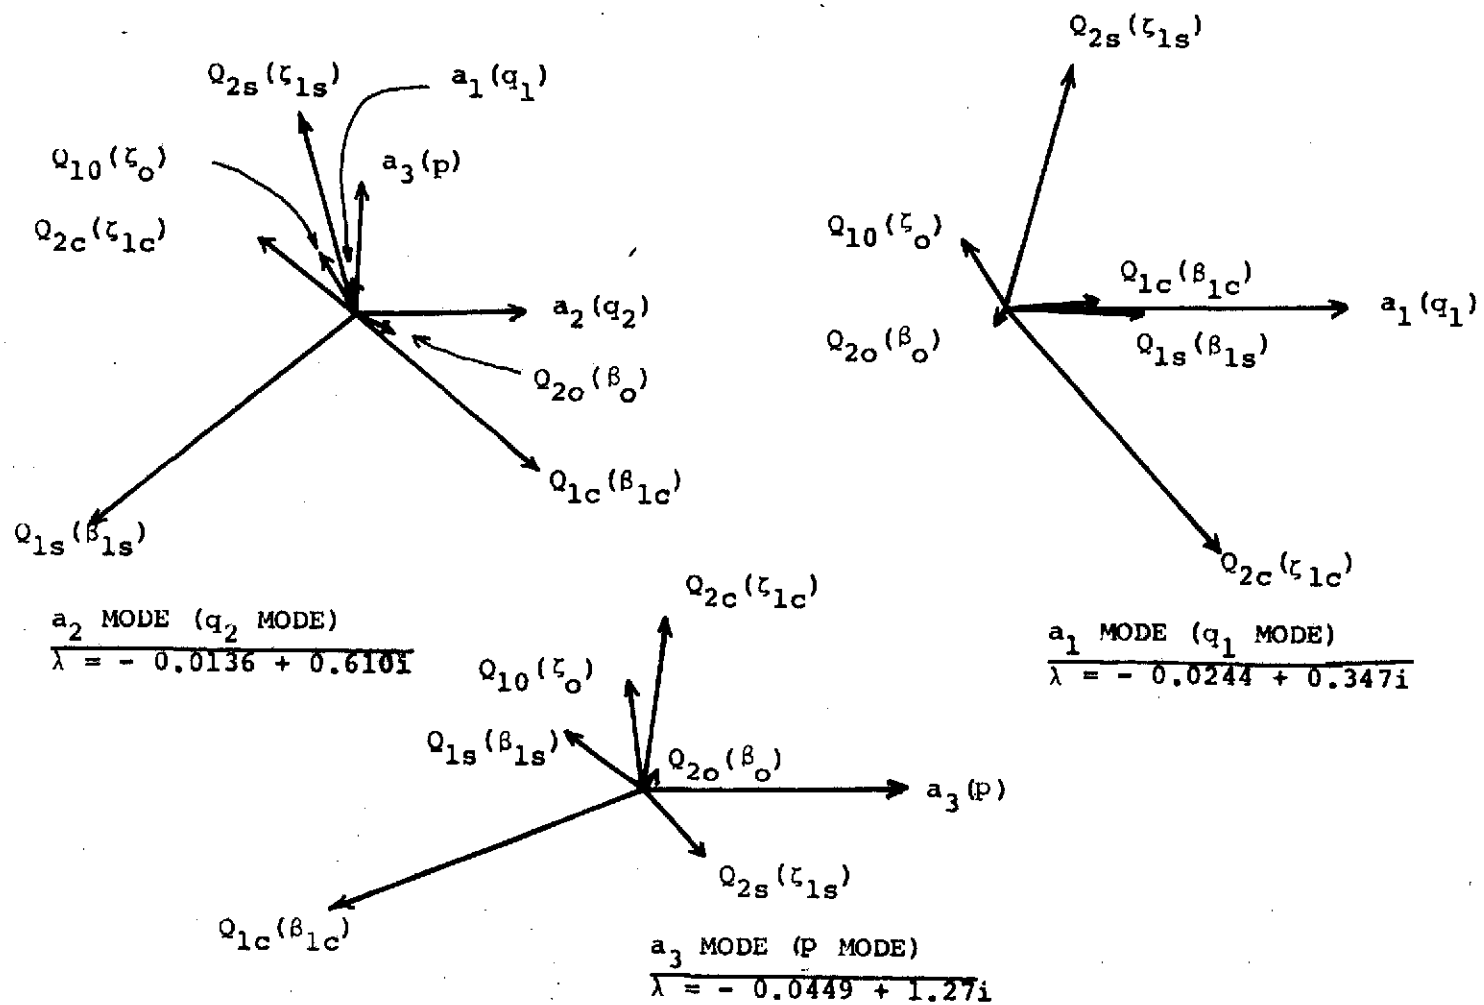 Q2s(ζ1s)
a1(q1)
Q10(ζo)
a3(p)
Q2c(ζ1c)
a2(q2)
Q2o(βo)
Q1c(β1c)
Q1s(β1s)
a2 MODE (q2 MODE)
λ = - 0.0136 + 0.610i
Q2s(ζ1s)
Q10(ζo)
Q1c(β1c)
a1(q1)
Q2o(βo)
Q1s(β1s)
Q2c(ζ1c)
a1 MODE (q1 MODE)
λ = - 0.0244 + 0.347i
Q2c(ζ1c)
Q10(ζo)
Q1s(β1s)
Q2o(βo)
a3(p)
Q2s(ζ1s)
Q1c(β1c)
a3 MODE (P MODE)
λ = - 0.0449 + 1.27i